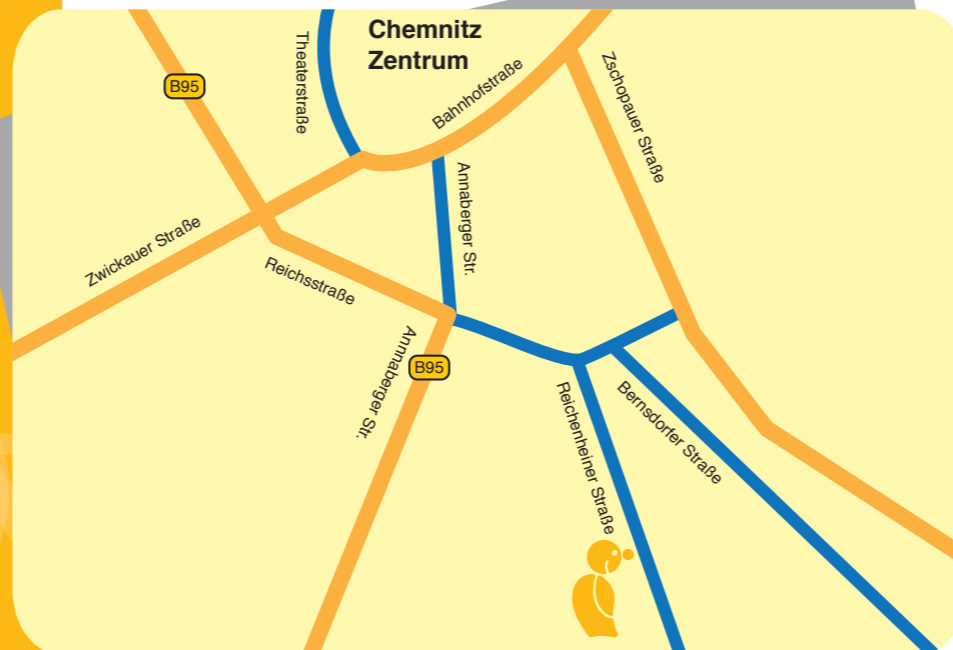 Chemnitz
Zentrum
Theaterstraße
B95
Bahnhofstraße
Zschopauer Straße
Annaberger Str.
Zwickauer Straße
Reichsstraße
Annaberger Str.
B95
Reichenheiner Straße
Bernsdorfer Straße